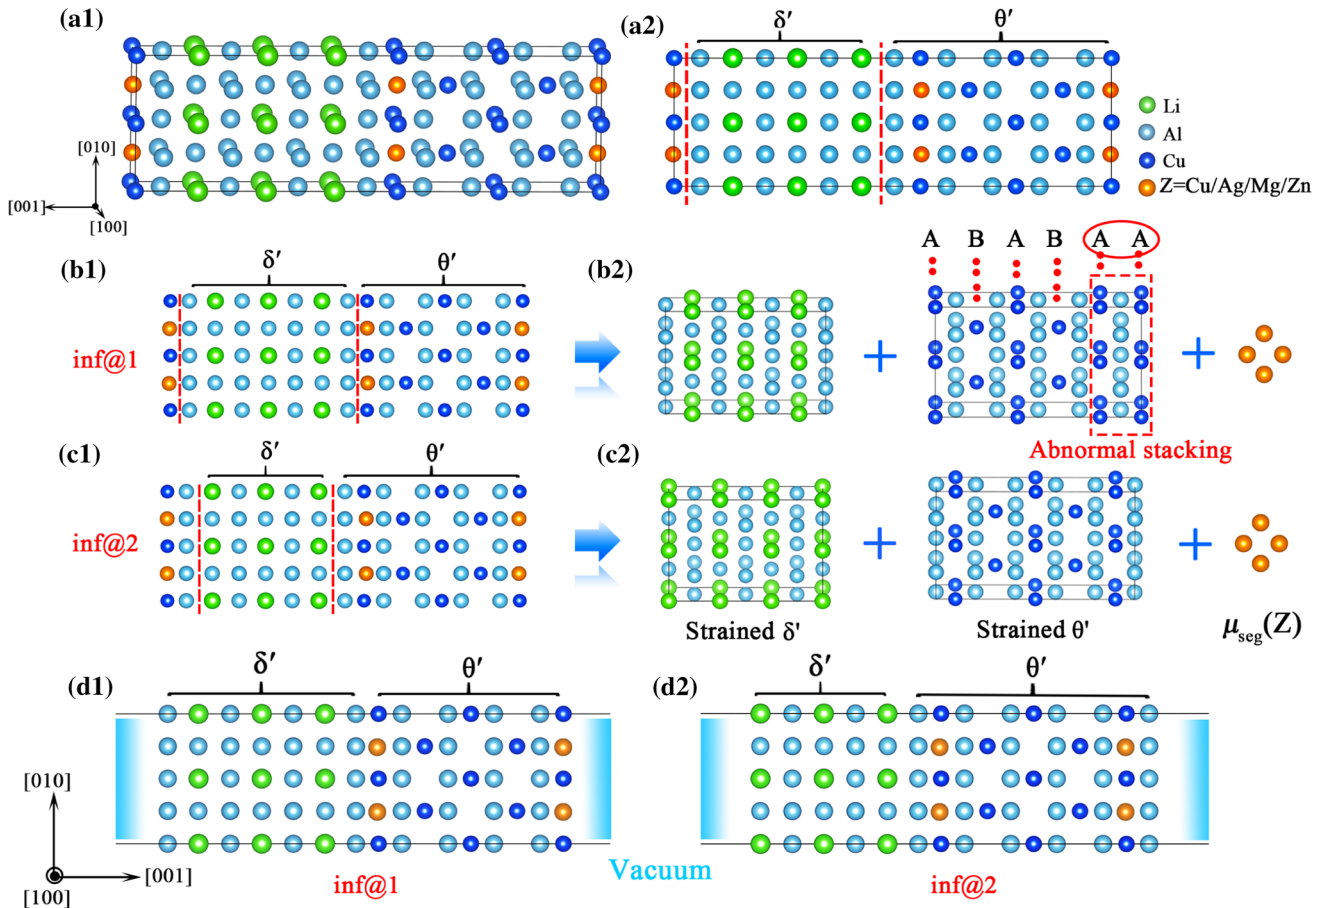 (a1)
[010]
[001]
[100]
(a2)
δ′
θ′
Li
Al
Cu
Z=Cu/Ag/Mg/Zn
(b1)
δ′
θ′
inf@1
(b2)
A B A B A A
Abnormal stacking
(c1)
δ′
θ′
inf@2
(c2)
Strained δ'
Strained θ'
μseg(Z)
(d1)
δ′
θ′
[010]
[001]
[100]
inf@1
Vacuum
(d2)
δ′
θ′
inf@2